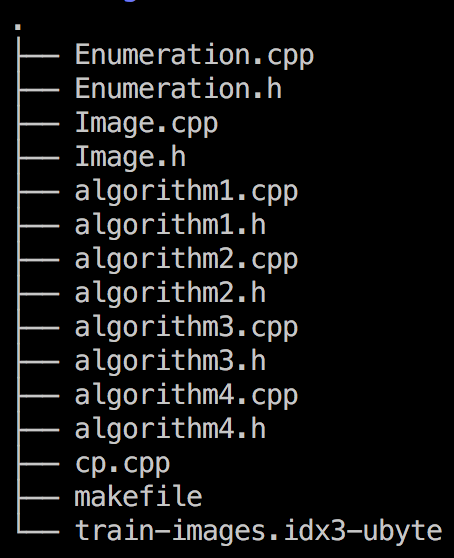 .
├── Enumeration.cpp
├── Enumeration.h
├── Image.cpp
├── Image.h
├── algorithm1.cpp
├── algorithm1.h
├── algorithm2.cpp
├── algorithm2.h
├── algorithm3.cpp
├── algorithm3.h
├── algorithm4.cpp
├── algorithm4.h
├── cp.cpp
├── makefile
└── train-images.idx3-ubyte